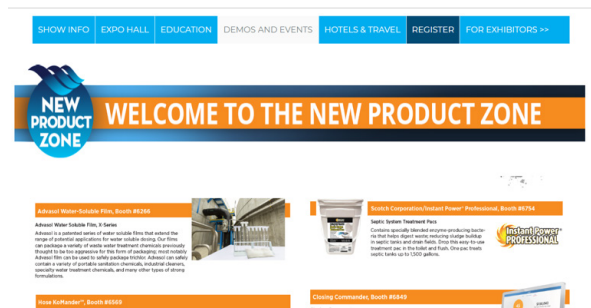 SHOW INFO
EXPO HALL
EDUCATION
DEMOS AND EVENTS
HOTELS & TRAVEL
REGISTER
FOR EXHIBITORS >>
NEW
PRODUCT
ZONE
WELCOME TO THE NEW PRODUCT ZONE
Advasol Water-Soluble Film, Booth #6266
Advasol Water Soluble Film, X-Series
Advasol is a patented series of water soluble films that extend the
range of potential applications for water soluble dosing. Our films
can package a variety of waste water treatment chemicals previously
thought to be too aggressive for this form of packaging; most notably
Advasol film can be used to safely package trichlor. Advasol can safely
contain a variety of portable sanitation chemicals, industrial cleaners,
specialty water treatment chemicals, and many other types of strong
formulations.
Scotch Corporation/Instant Power® Professional, Booth #6754
Septic System Treatment Pacs
Contains specially blended enzyme-producing bacte-
ria that helps digest waste; reducing sludge buildup
in septic tanks and drain fields. Drop this easy-to-use
treatment pac in the toilet and flush. One pac treats
septic tanks up to 1,500 gallons.
Instant Power
PROFESSIONAL
Hose KoMander™, Booth #6569
Closing Commander, Booth #6849